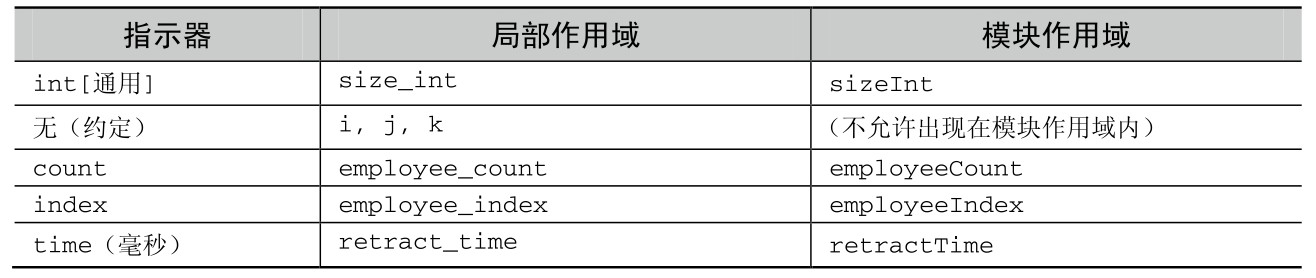 指示器 局部作用域 模块作用域
int[通用] size_int sizeInt
无（约定） i, j, k （不允许出现在模块作用域内）
count employee_count employeeCount
index employee_index employeeIndex
time（毫秒） retract_time retractTime